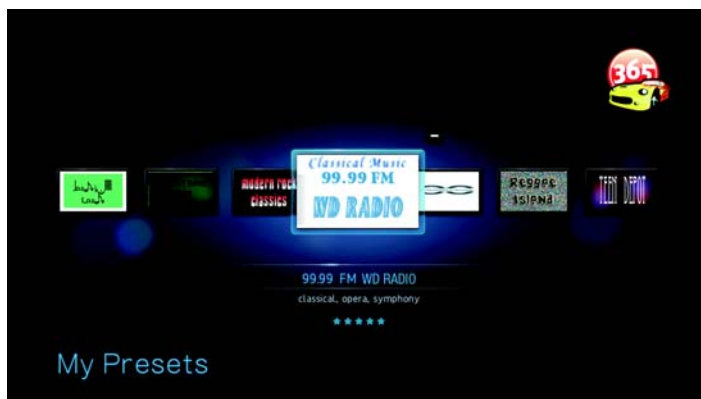 365
modern rock
classics
Classical Music
99.99 FM
WD RADIO
Reggae
island
TEEN DEPOT
99.99 FM WD RADIO
classical, opera, symphony
My Presets